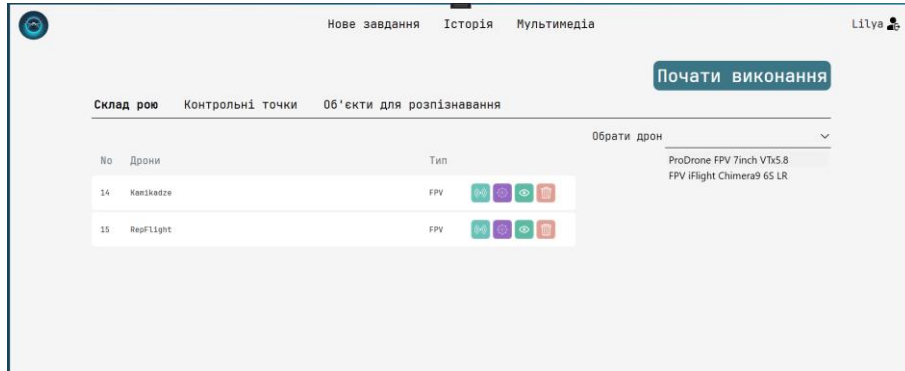 Нове завдання Історія Мультимедіа Lilya
Почати виконання
Склад рою Контрольні точки Об'єкти для розпізнавання
Обрати дрон
No Дрони Тип
ProDrone FPV 7inch VTx5.8
FPV iFlight Chimera9 6S LR
14 Kamikadze FPV
15 RepFlight FPV